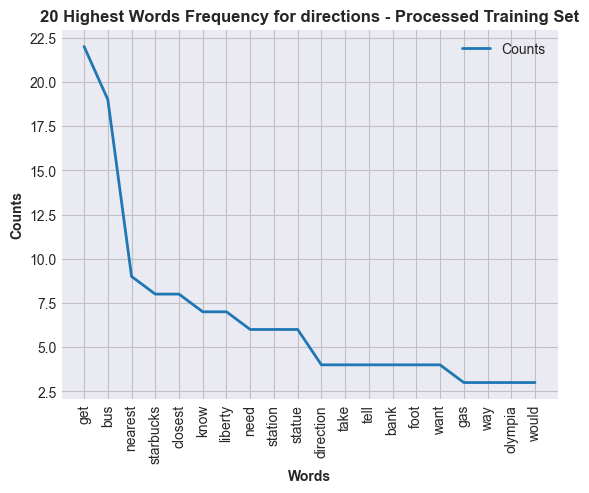 20 Highest Words Frequency for directions - Processed Training Set
Counts
22.5
20.0
17.5
15.0
12.5
10.0
7.5
5.0
2.5
Counts
get
bus
nearest
starbucks
closest
know
liberty
need
station
statue
direction
take
tell
bank
foot
want
gas
way
olympia
would
Words